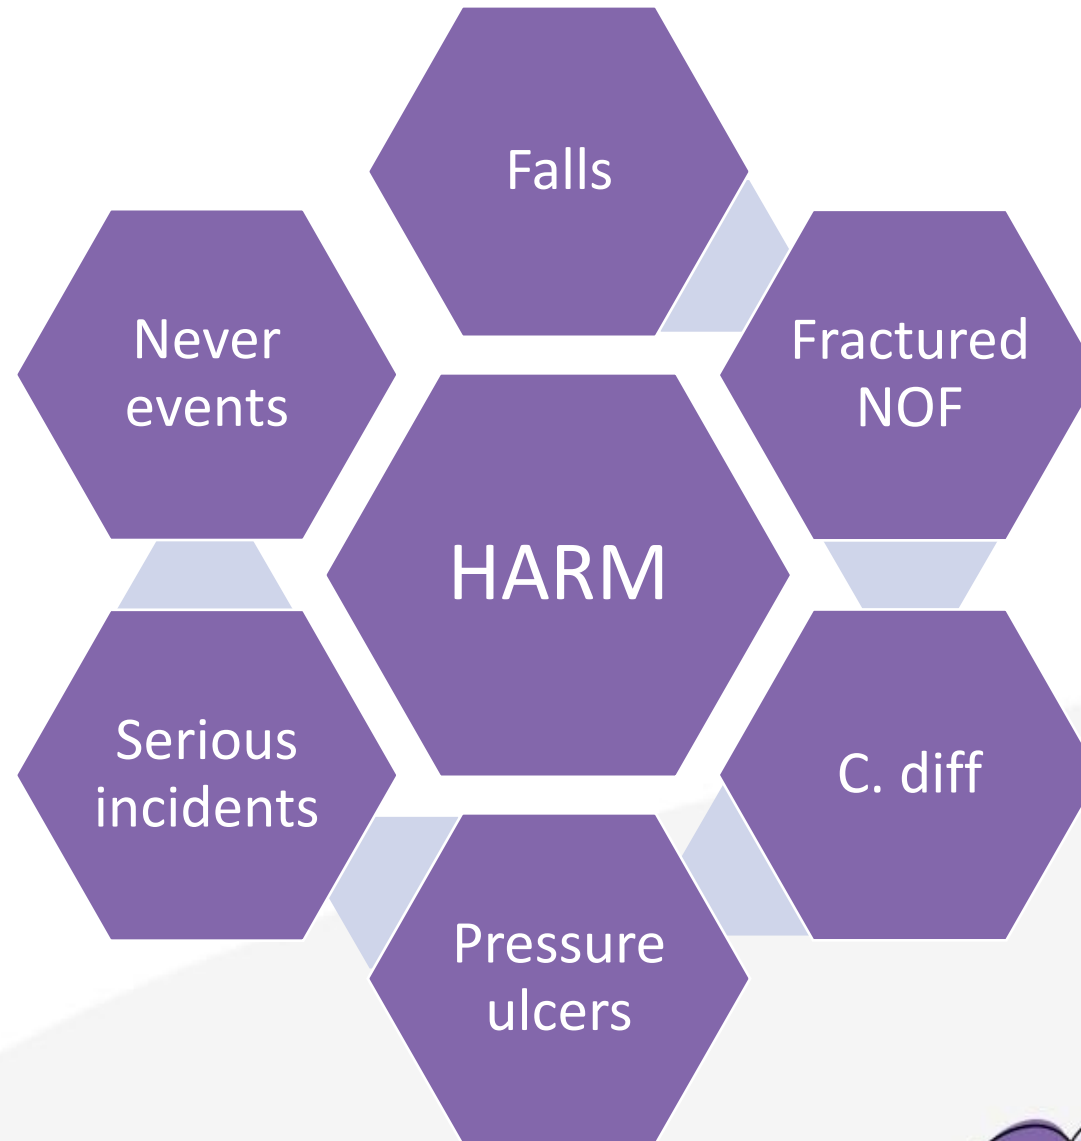 Falls
Fractured
NOF
C. diff
Pressure
ulcers
Serious
incidents
Never
events
HARM